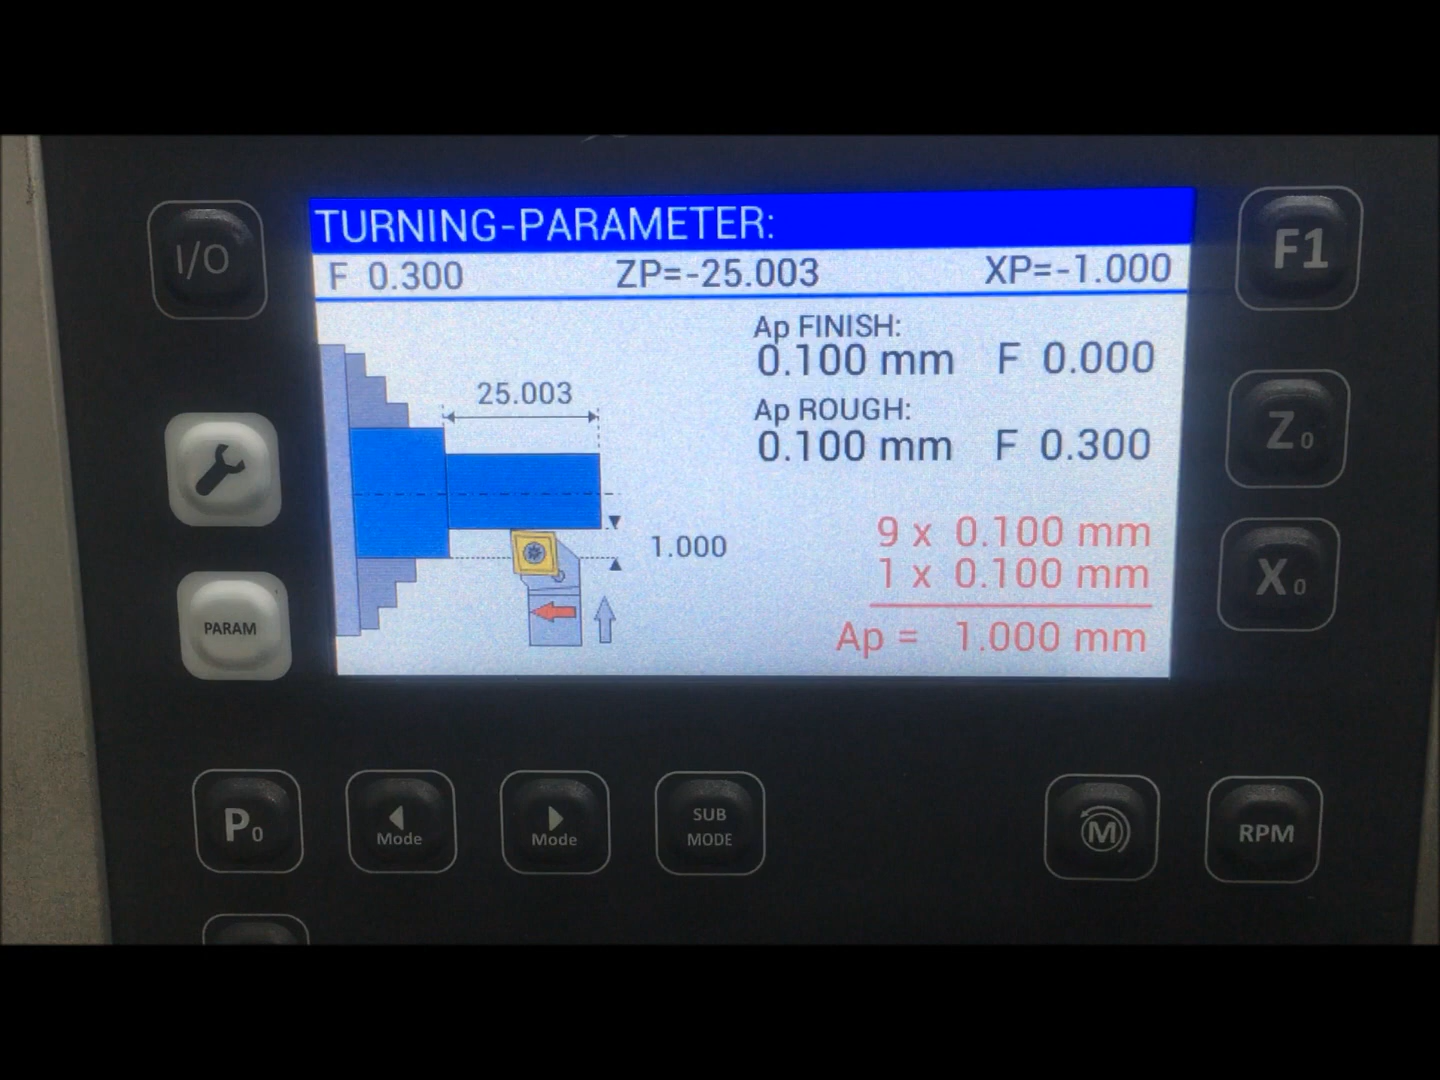 TURNING-PARAMETER:
F 0.300 ZP=-25.003 XP=-1.000
Ap FINISH:
0.100 mm F 0.000
25.003
Ap ROUGH:
0.100 mm F 0.300
1.000
9 x 0.100 mm
1 x 0.100 mm
Ap = 1.000 mm
I/O
PARAM
F1
Z0
X0
P0
Mode
Mode
SUB
MODE
M
RPM